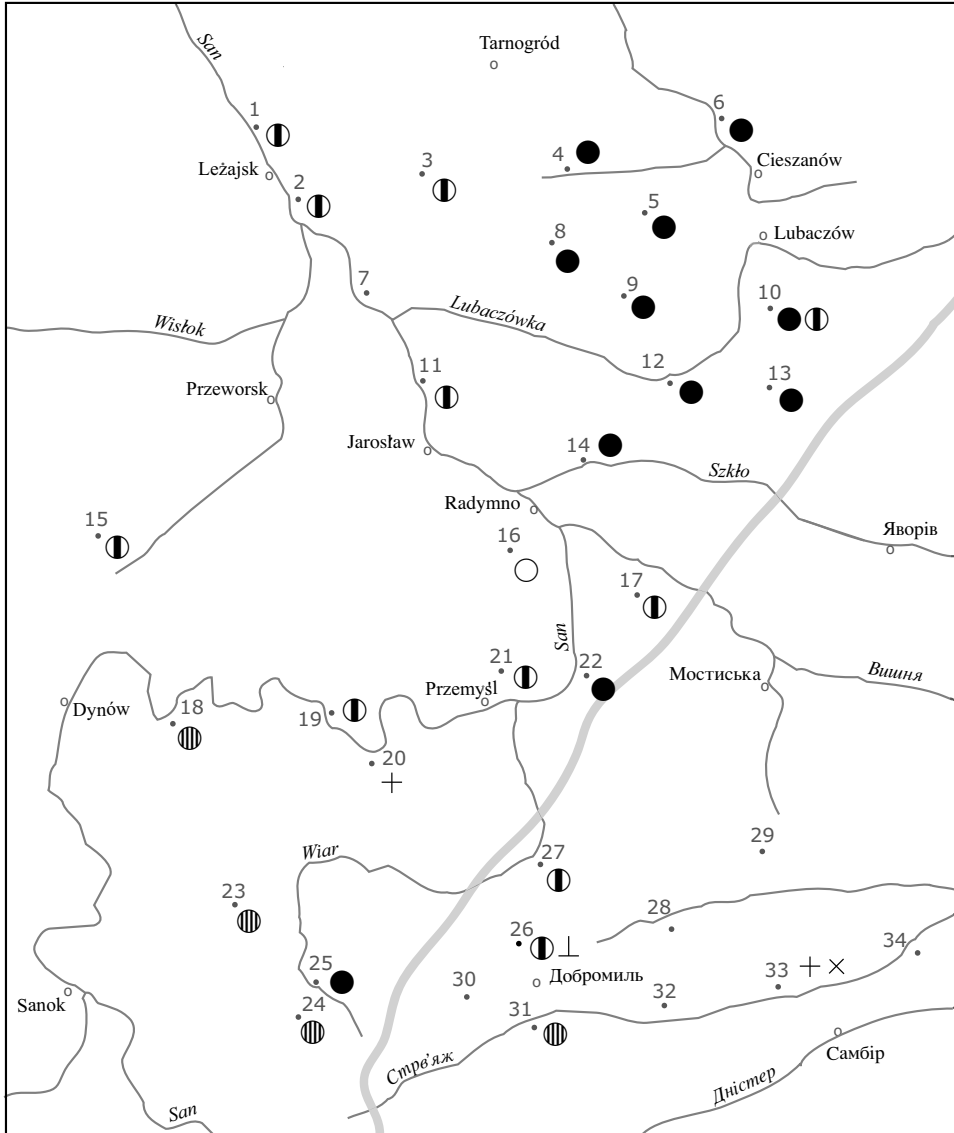 San
Tarnogród
1
6
3
4
Cieszanów
Leżajsk
2
5
8
Lubaczów
7
9
10
Lubaczówka
Wisłok
11
12
13
Przeworsk
Jarosław
14
Szkło
Radymno
15
16
Яворів
17
San
21
22
Мостиська
Вишня
Przemyśl
Dynów
18
19
20
29
Wiar
27
23
28
26
34
25
30
Добромиль
33
Sanok
24
31
32
Стрв’яж
Самбір
Дністер
San